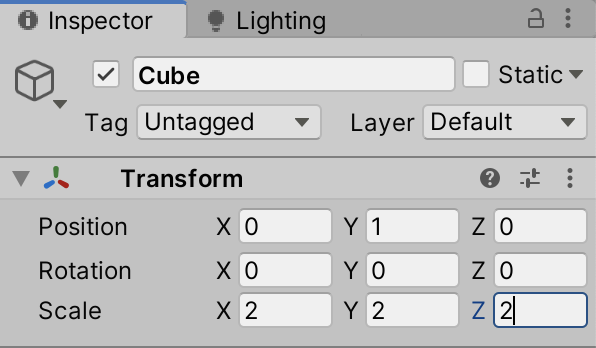 Inspector Lighting
Cube Static
Tag Untagged Layer Default
Transform
Position X 0 Y 1 Z 0
Rotation X 0 Y 0 Z 0
Scale X 2 Y 2 Z 2